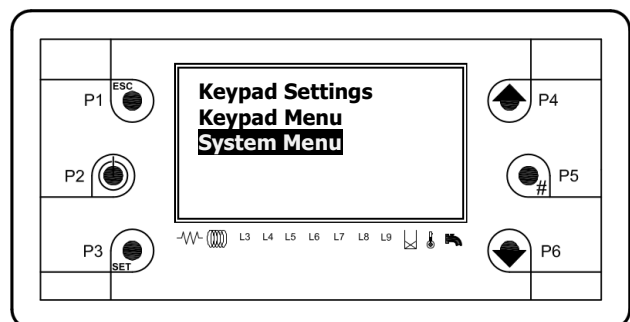 ESC
P1
P2
P3
SET
Keypad Settings
Keypad Menu
System Menu
L3 L4 L5 L6 L7 L8 L9
P4
P5
#
P6